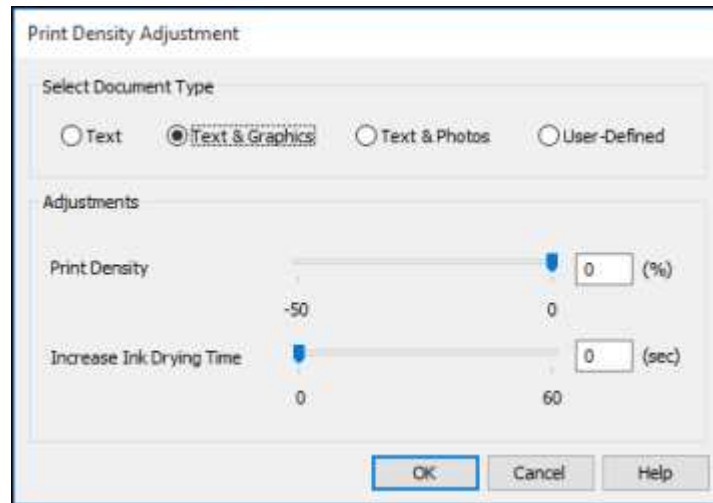 Print Density Adjustment
Select Document Type
Text Text & Graphics Text & Photos User-Defined
Adjustments
Print Density 0 (%)
-50 0
Increase Ink Drying Time 0 (sec)
0 60
OK Cancel Help